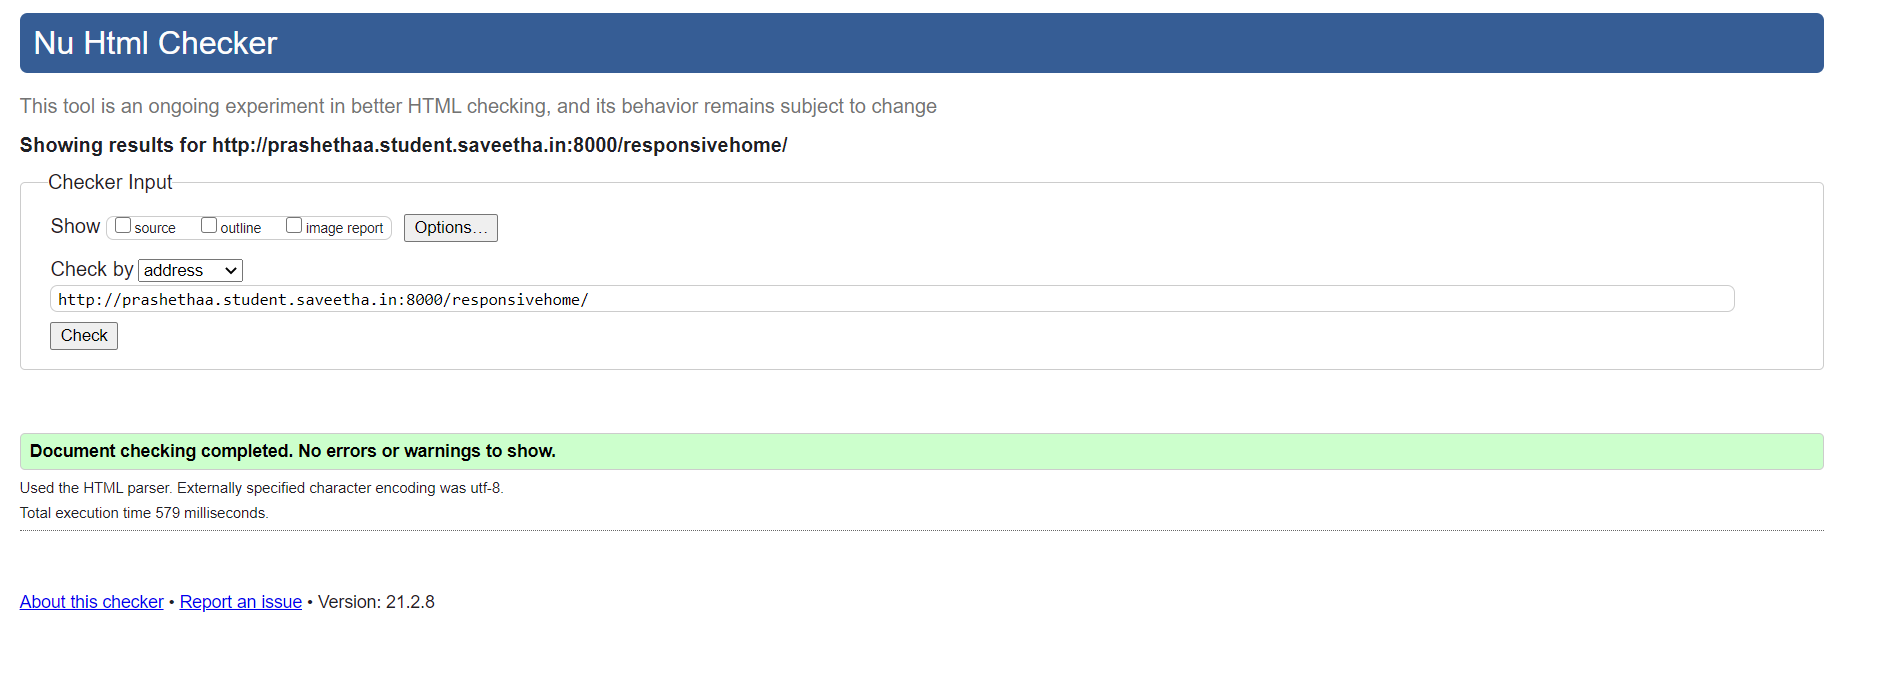 Nu Html Checker
This tool is an ongoing experiment in better HTML checking, and its behavior remains subject to change
Showing results for http://prashethaa.student.saveetha.in:8000/responsivehome/
Checker Input
Show source outline image report Options...
Check by address
http://prashethaa.student.saveetha.in:8000/responsivehome/
Check
Document checking completed. No errors or warnings to show.
Used the HTML parser. Externally specified character encoding was utf-8.
Total execution time 579 milliseconds.
About this checker • Report an issue • Version: 21.2.8